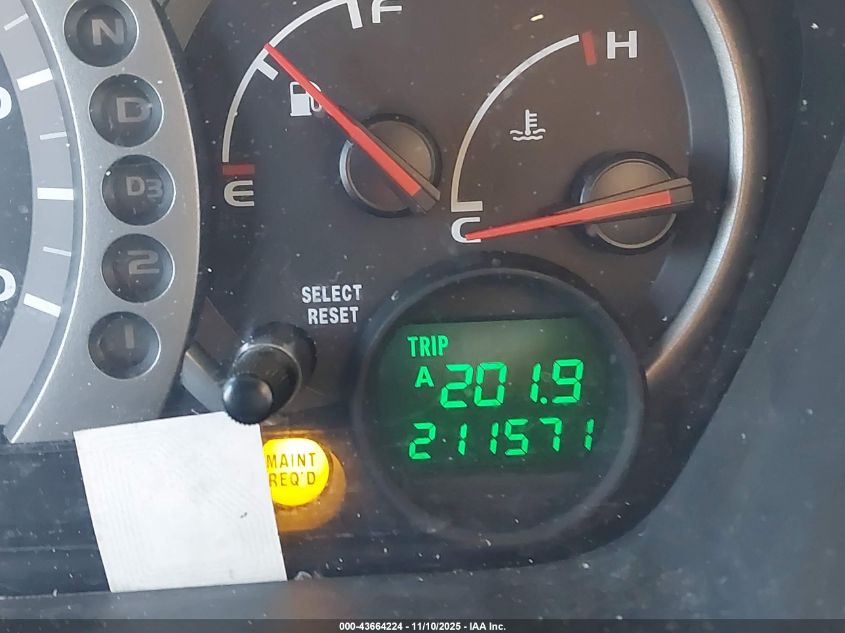 N
F
H
D
D3
E
2
C
1
SELECT
RESET
TRIP
A 201.9
211571
MAINT
REQ'D
000-43664224 - 11/10/2025 - IAA Inc.